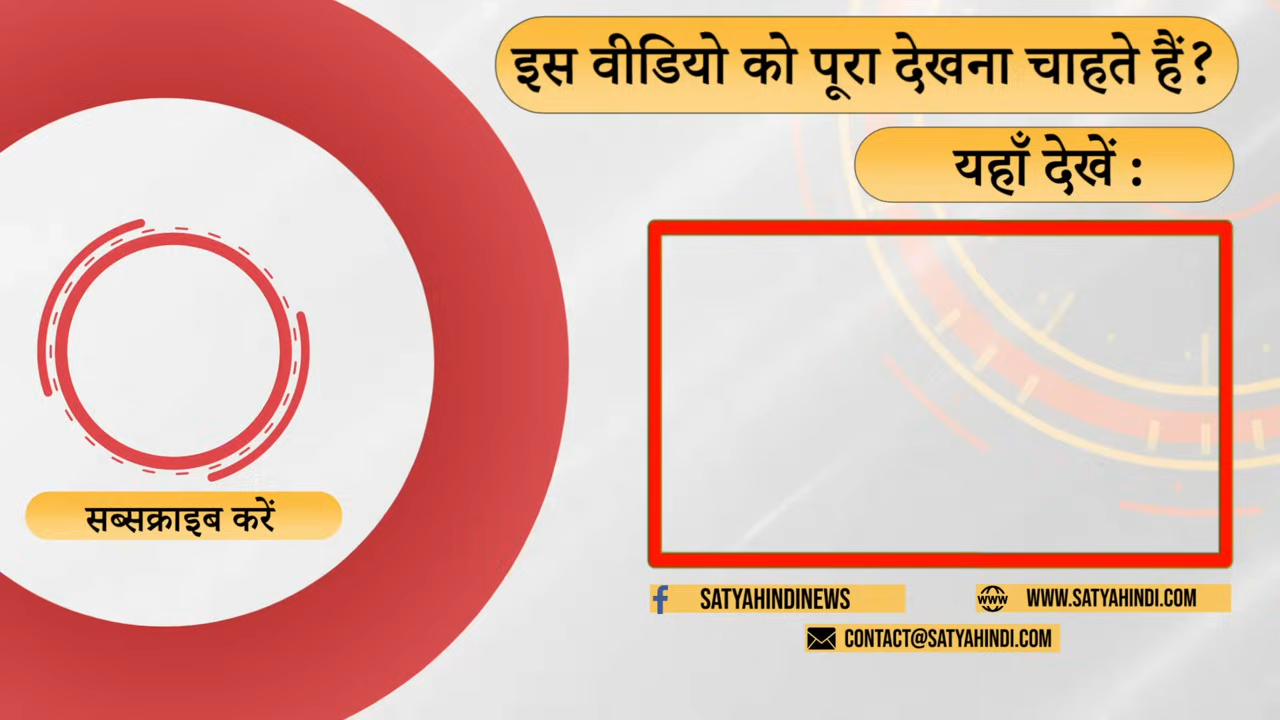 इस वीडियो को पूरा देखना चाहते हैं?
यहाँ देखें :
सब्सक्राइब करें
SATYAHINDINEWS
WWW.SATYAHINDI.COM
CONTACT@SATYAHINDI.COM